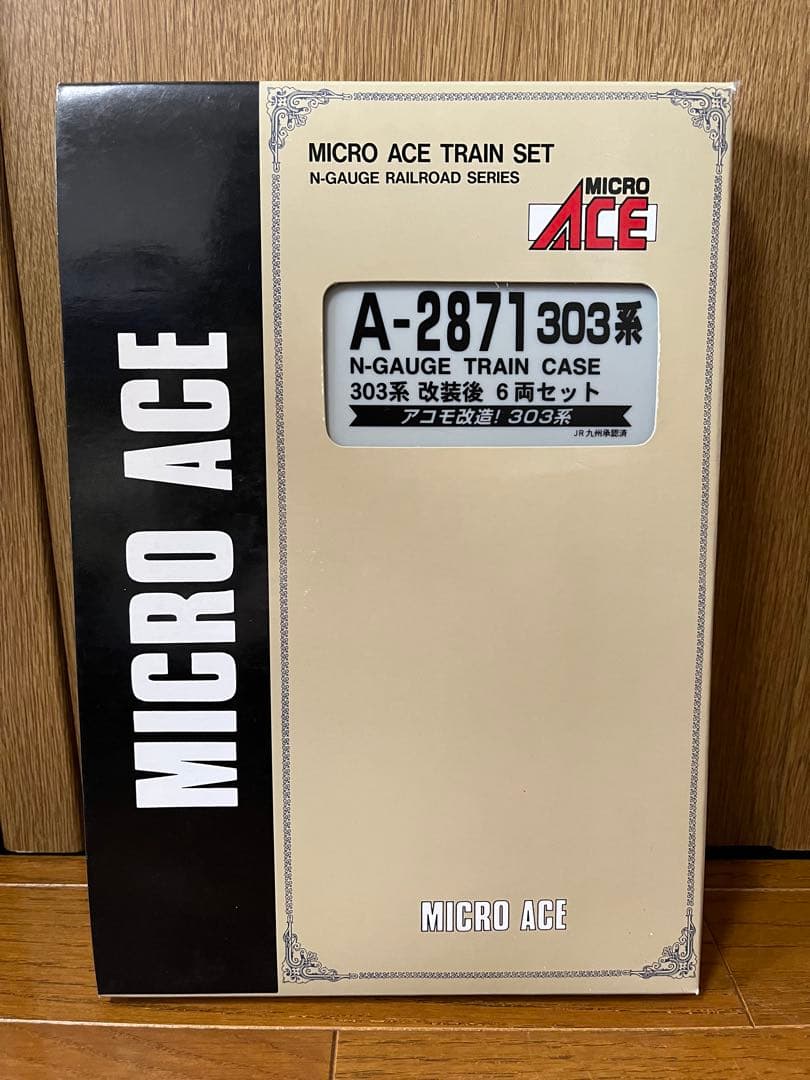 MICRO ACE
MICRO ACE TRAIN SET
N-GAUGE RAILROAD SERIES
MICRO
ACE
A-2871 303系
N-GAUGE TRAIN CASE
303系 改装後 6両セット
アコモ改造! 303系
JR九州承認済
MICRO ACE